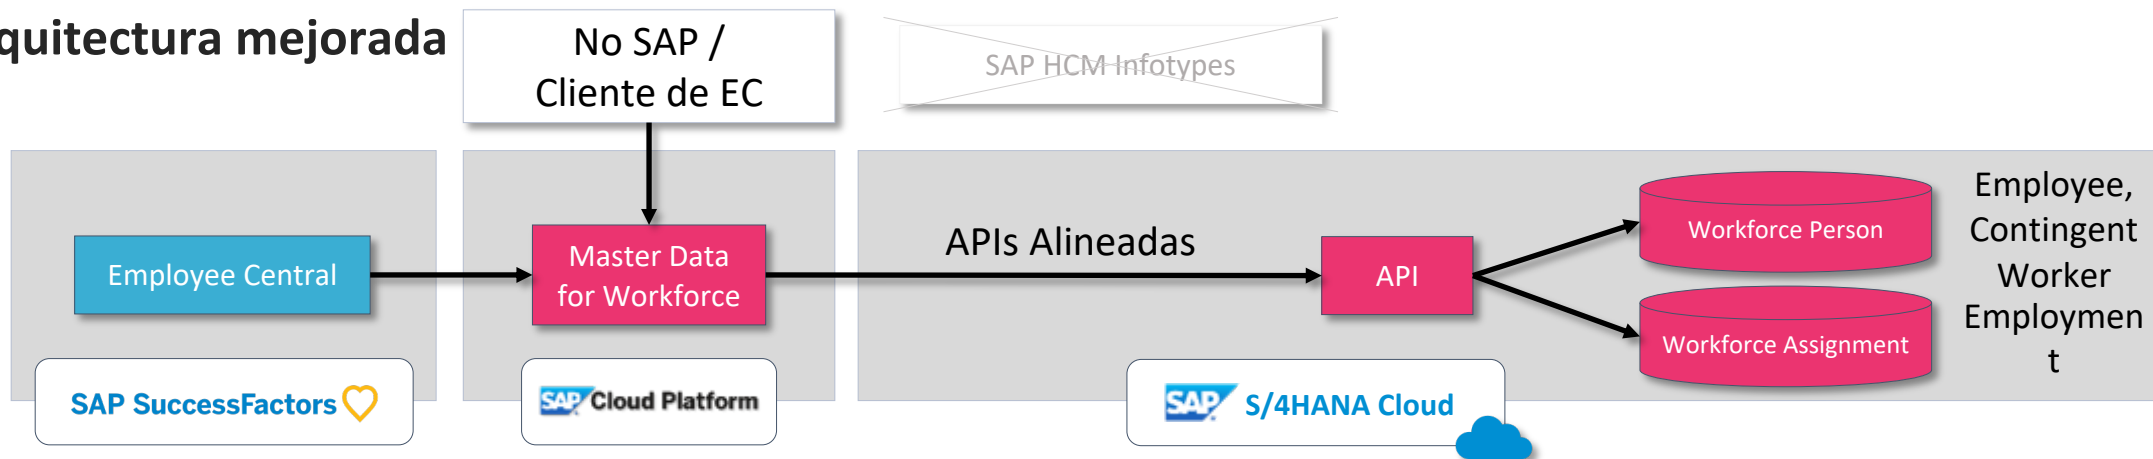 quitectura mejorada
No SAP /
Cliente de EC
SAP HCM Infotypes
Employee Central
Master Data
for Workforce
APIs Alineadas
API
Workforce Person
Workforce Assignment
Employee,
Contingent
Worker
Employmen
t
SAP SuccessFactors
SAP Cloud Platform
SAP S/4HANA Cloud